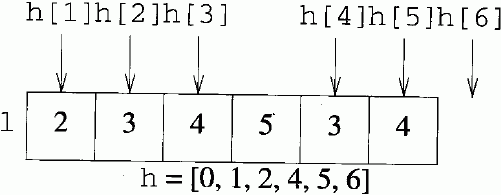 h[1]h[2]h[3] h[4]h[5]h[6]
1 2 3 4 5 3 4
h = [0, 1, 2, 4, 5, 6]